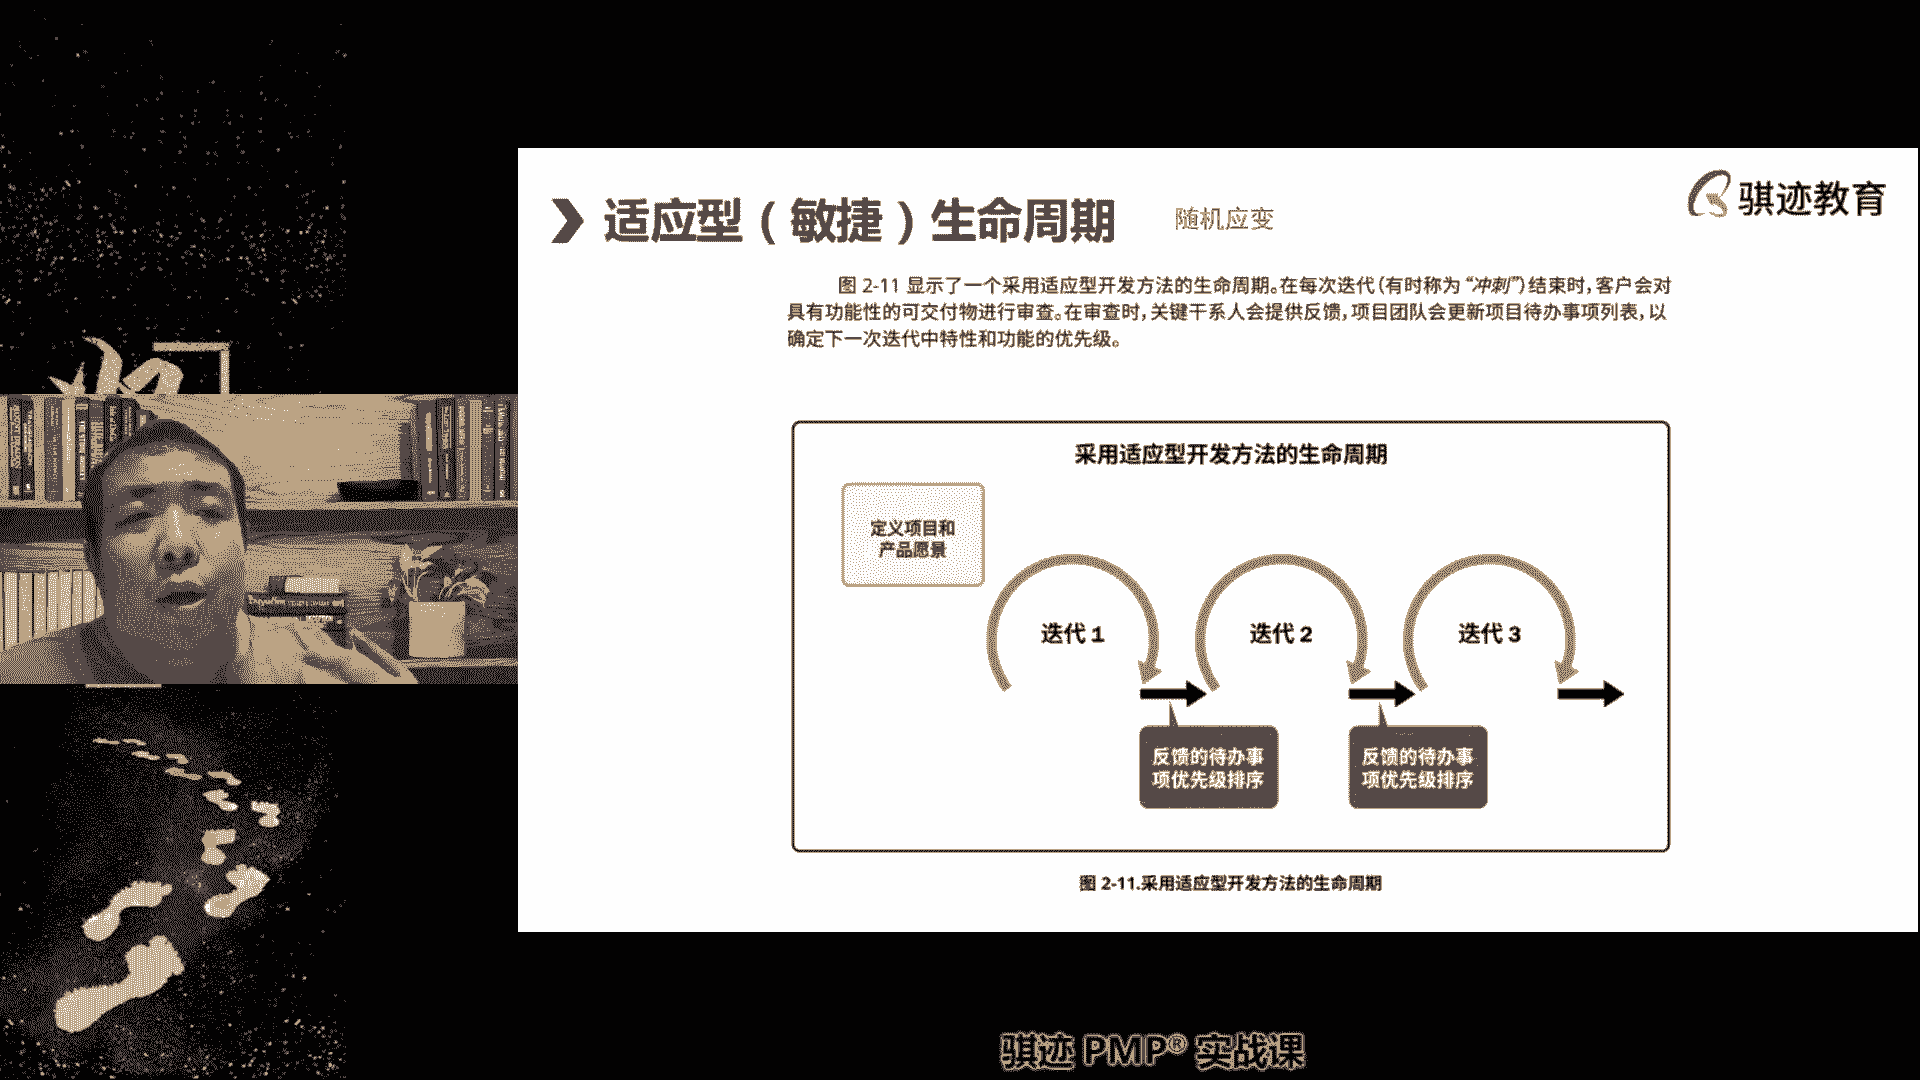 适应型（敏捷）生命周期
随机应变
骐迹教育
图 2-11 显示了一个采用适应型开发方法的生命周期。在每次迭代（有时称为“冲刺”）结束时，客户会对
具有功能性的可交付物进行审查。在审查时，关键干系人会提供反馈，项目团队会更新项目待办事项列表，以
确定下一次迭代中特性和功能的优先级。
采用适应型开发方法的生命周期
定义项目和
产品愿景
迭代 1
迭代 2
迭代 3
反馈的待办事
项优先级排序
反馈的待办事
项优先级排序
图 2-11.采用适应型开发方法的生命周期
骐迹 PMP® 实战课